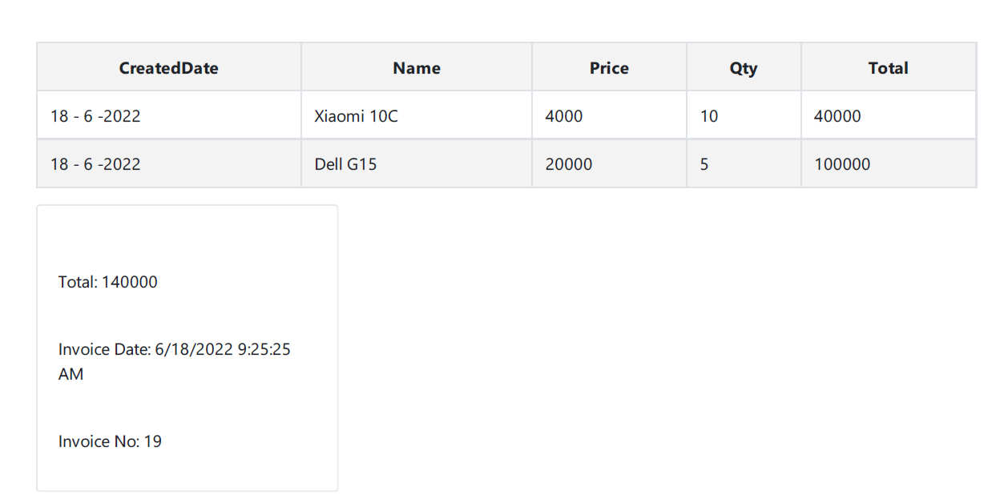 CreatedDate Name Price Qty Total
18 - 6 -2022 Xiaomi 10C 4000 10 40000
18 - 6 -2022 Dell G15 20000 5 100000
Total: 140000
Invoice Date: 6/18/2022 9:25:25
AM
Invoice No: 19